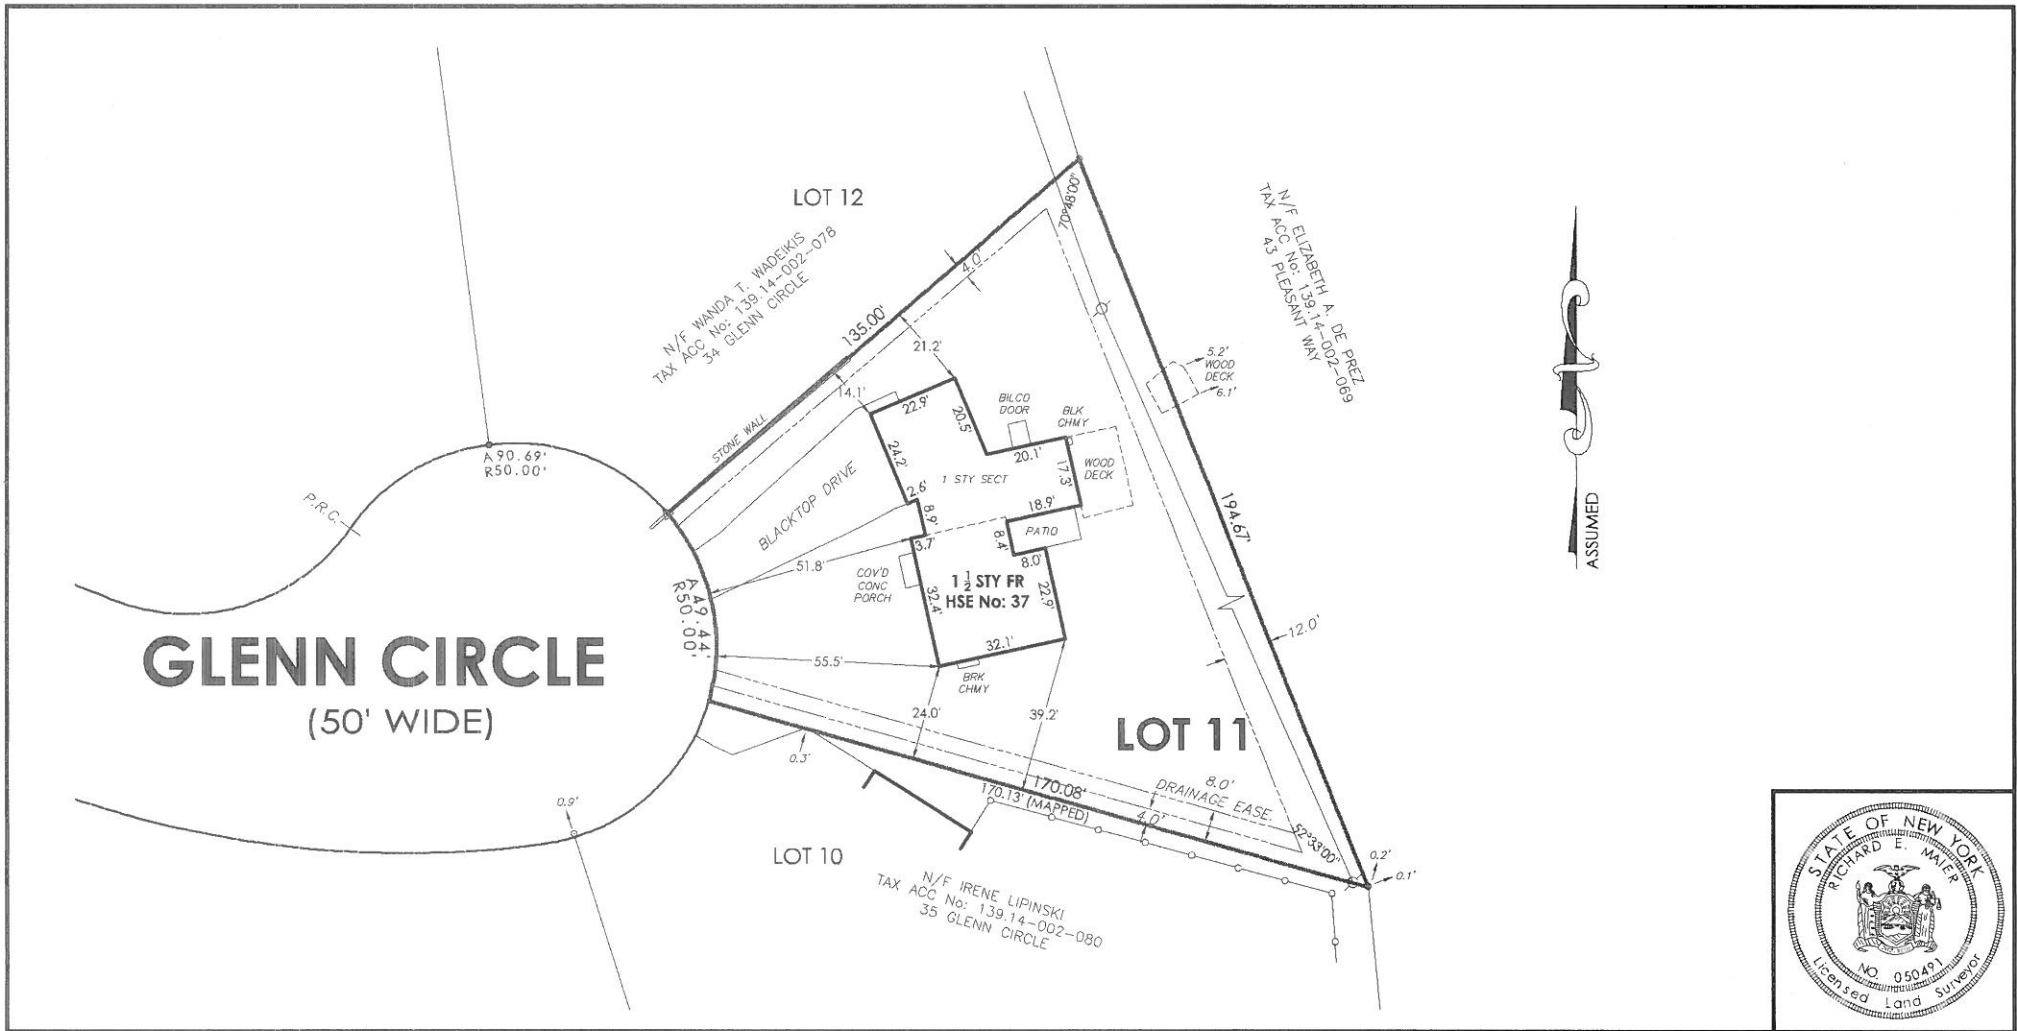 LOT 12
N/F WANDA T. WADEIKIS
TAX ACC No: 139.14-002-078
34 GLENN CIRCLE
70°48'00"
N/F ELIZABETH A. DE PREZ
TAX ACC No: 139.14-002-069
43 PLEASANT WAY
4.0'
135.00'
21.2'
14.1'
STONE WALL
5.2'
WOOD
DECK
6.1'
22.9'
20.5'
BILCO
DOOR
BLK
CHMY
20.1'
24.2'
17.3'
WOOD
DECK
1 STY SECT
2.6'
8.9'
18.9'
PATIO
8.4'
8.0'
3.7'
BLACKTOP DRIVE
51.8'
COV'D
CONC
PORCH
32.4'
1 1/2 STY FR
HSE No: 37
22.9'
32.1'
BRK
CHMY
55.5'
24.0'
39.2'
A 90.69'
R50.00'
P.R.C.
A 49.44'
R50.00'
GLENN CIRCLE
(50' WIDE)
194.67'
12.0'
ASSUMED
LOT 11
0.3'
0.9'
170.08'
170.13' (MAPPED)
8.0'
DRAINAGE EASE.
4.0'
52°33'00"
0.2'
0.1'
LOT 10
N/F IRENE LIPINSKI
TAX ACC No: 139.14-002-080
35 GLENN CIRCLE
STATE OF NEW YORK
RICHARD E. MAIER
NO. 050491
Licensed Land Surveyor